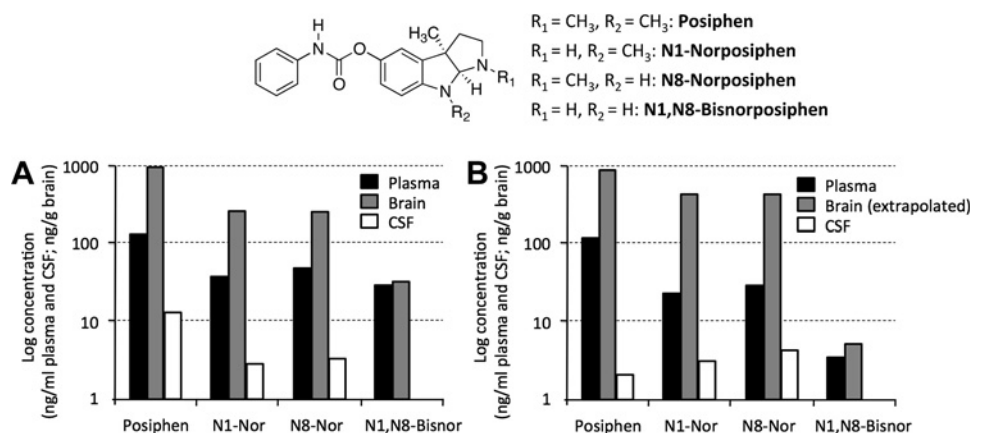 R₁ = CH₃, R₂ = CH₃: Posiphen
R₁ = H, R₂ = CH₃: N1-Norposiphen
R₁ = CH₃, R₂ = H: N8-Norposiphen
R₁ = H, R₂ = H: N1,N8-Bisnorposiphen
H
N
O
O
H₃C
N
R₁
H
N
R₂
A
Log concentration
(ng/ml plasma and CSF; ng/g brain)
1000
100
10
1
Plasma
Brain
CSF
Posiphen N1-Nor N8-Nor N1,N8-Bisnor
B
Log concentration
(ng/ml plasma and CSF; ng/g brain)
1000
100
10
1
Plasma
Brain (extrapolated)
CSF
Posiphen N1-Nor N8-Nor N1,N8-Bisnor